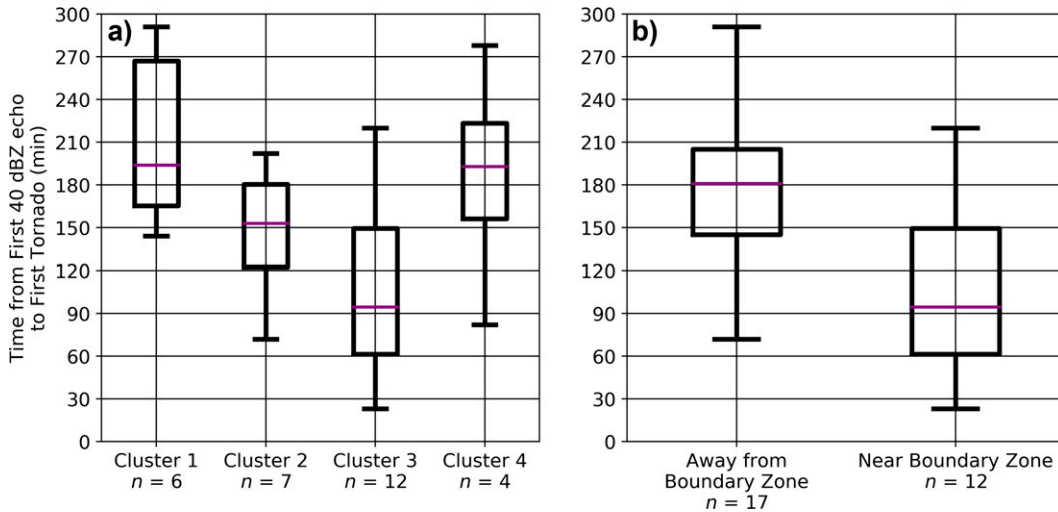 Time from First 40 dBZ echo
to First Tornado (min)
a)
300
270
240
210
180
150
120
90
60
30
0
Cluster 1
n = 6
Cluster 2
n = 7
Cluster 3
n = 12
Cluster 4
n = 4
b)
300
270
240
210
180
150
120
90
60
30
0
Away from
Boundary Zone
n = 17
Near Boundary Zone
n = 12